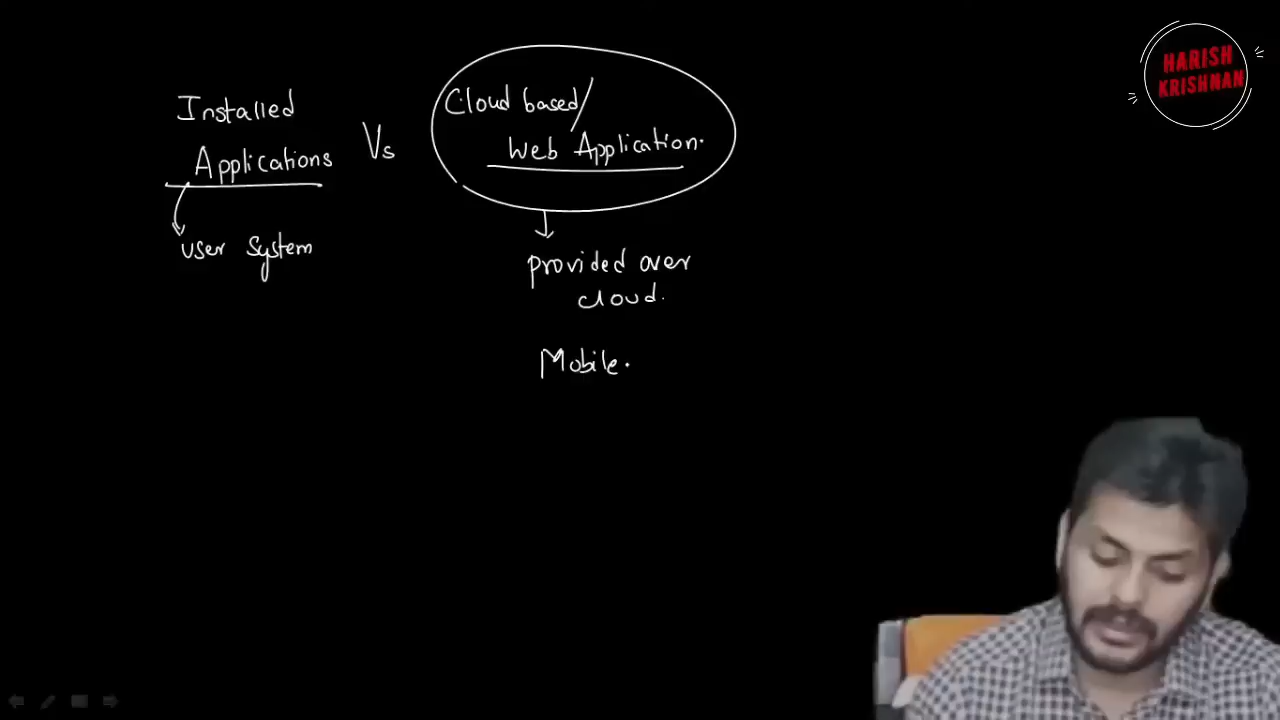 Installed
Applications
Vs
Cloud based/
Web Application.
user system
provided over
cloud.
Mobile.
HARISH
KRISHNAN